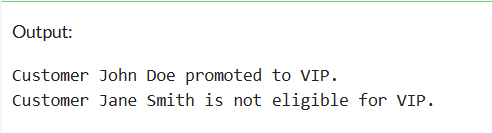 Output:
Customer John Doe promoted to VIP.
Customer Jane Smith is not eligible for VIP.